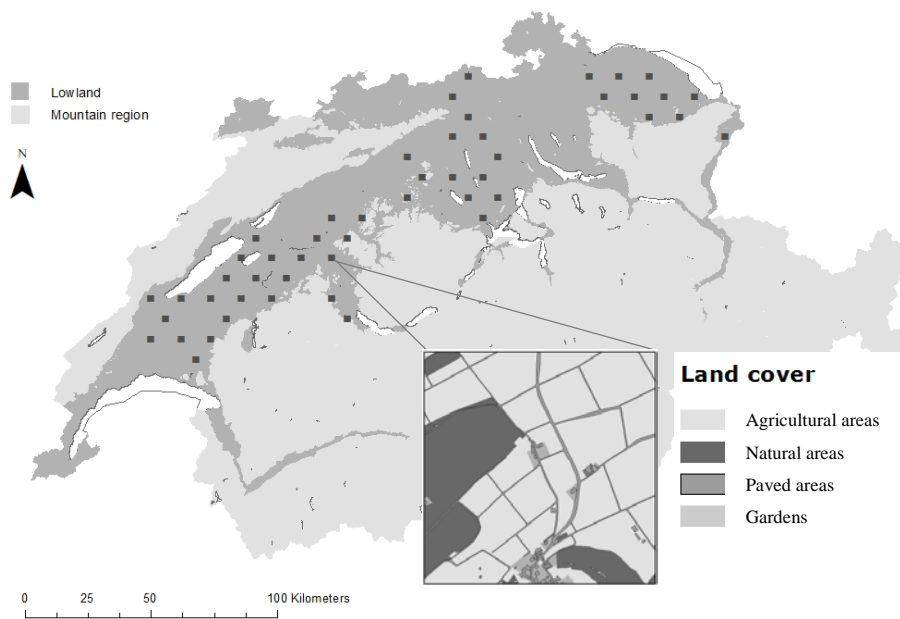 Lowland
Mountain region
N
Land cover
Agricultural areas
Natural areas
Paved areas
Gardens
0 25 50 100 Kilometers